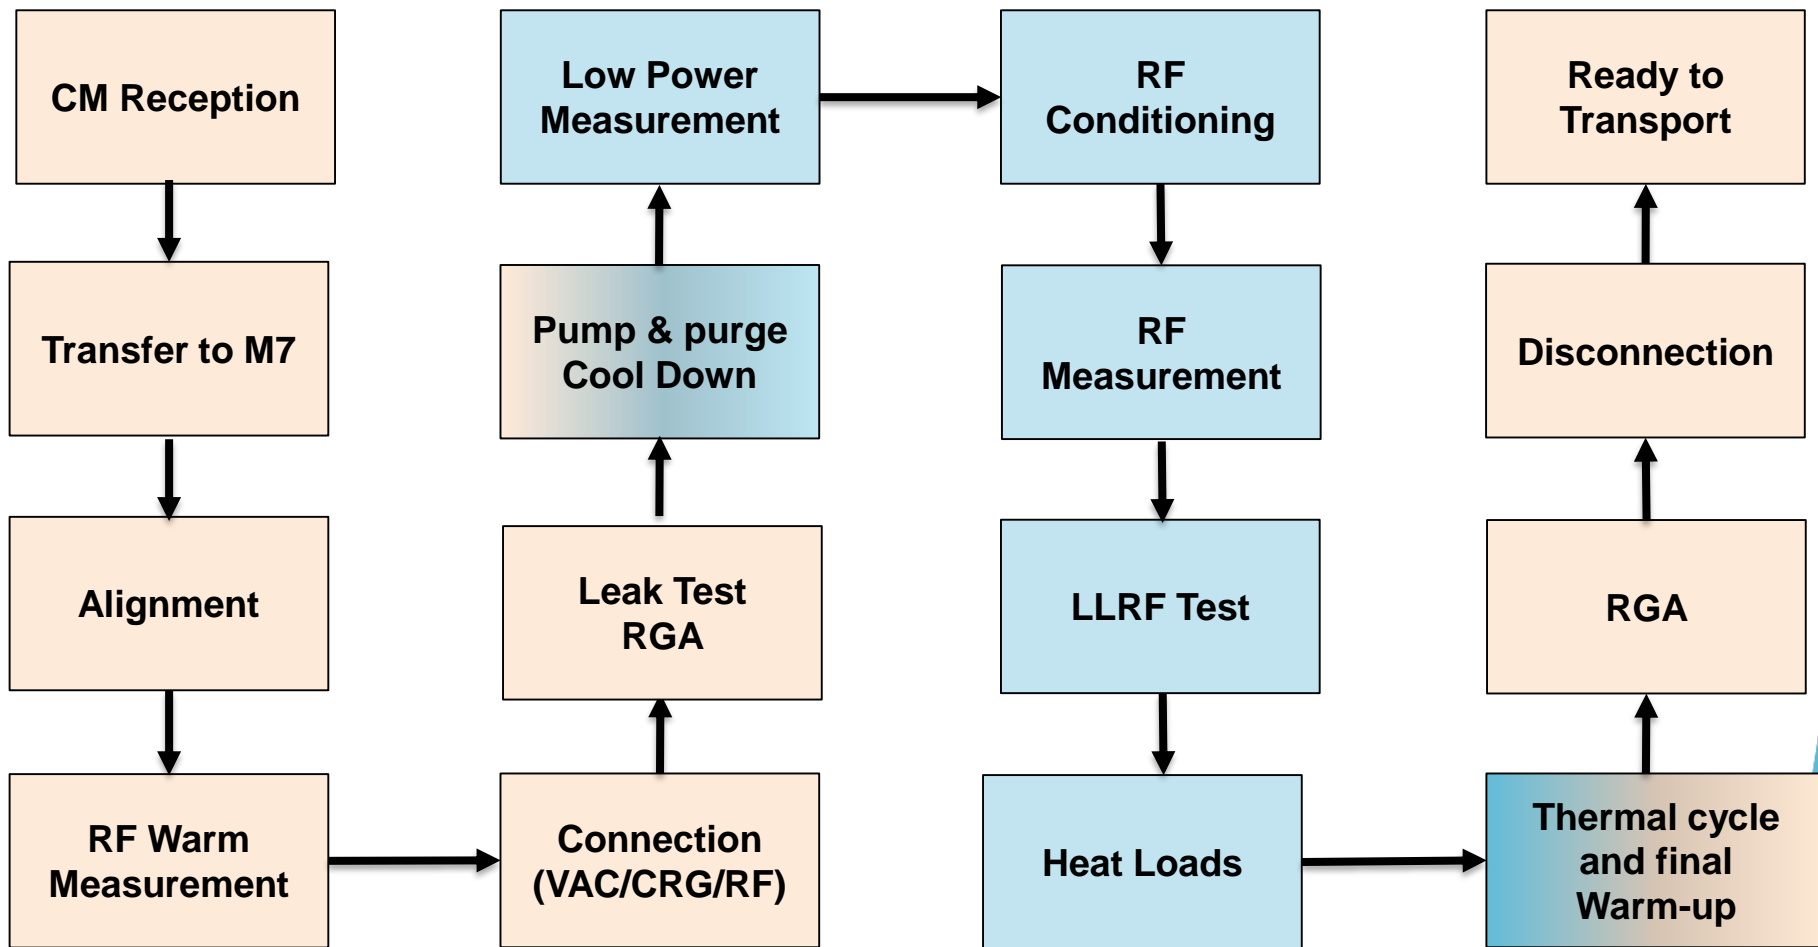 CM Reception
Transfer to M7
Alignment
RF Warm
Measurement
Connection
(VAC/CRG/RF)
Leak Test
RGA
Pump & purge
Cool Down
Low Power
Measurement
RF
Conditioning
RF
Measurement
LLRF Test
Heat Loads
Thermal cycle
and final
Warm-up
RGA
Disconnection
Ready to
Transport